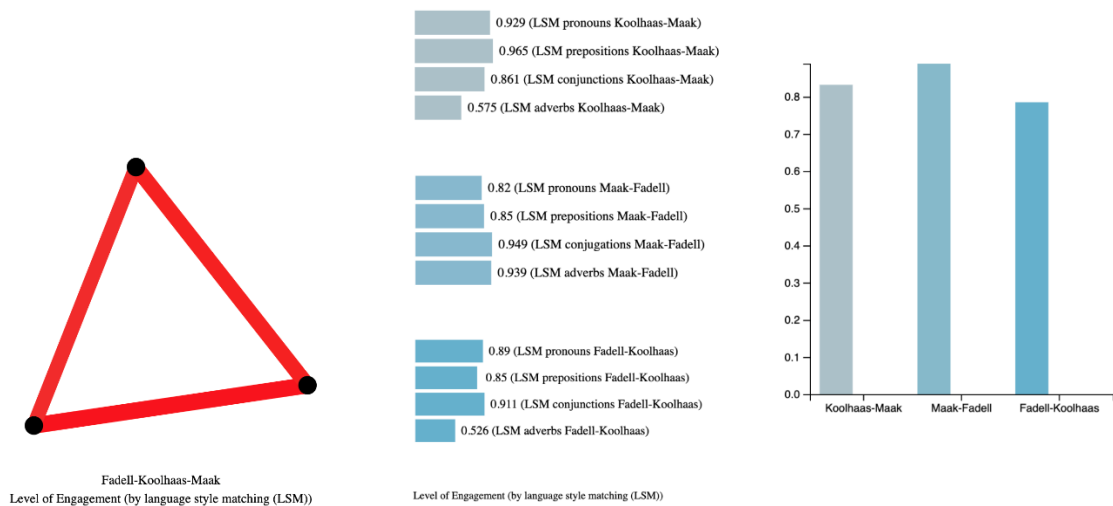 0.929 (LSM pronouns Koolhaas-Maak)
0.965 (LSM prepositions Koolhaas-Maak)
0.861 (LSM conjunctions Koolhaas-Maak)
0.575 (LSM adverbs Koolhaas-Maak)
0.82 (LSM pronouns Maak-Fadell)
0.85 (LSM prepositions Maak-Fadell)
0.949 (LSM conjugations Maak-Fadell)
0.939 (LSM adverbs Maak-Fadell)
0.89 (LSM pronouns Fadell-Koolhaas)
0.85 (LSM prepositions Fadell-Koolhaas)
0.911 (LSM conjunctions Fadell-Koolhaas)
0.526 (LSM adverbs Fadell-Koolhaas)
Fadell-Koolhaas-Maak
Level of Engagement (by language style matching (LSM))
Level of Engagement (by language style matching (LSM))
0.8
0.7
0.6
0.5
0.4
0.3
0.2
0.1
0.0
Koolhaas-Maak Maak-Fadell Fadell-Koolhaas